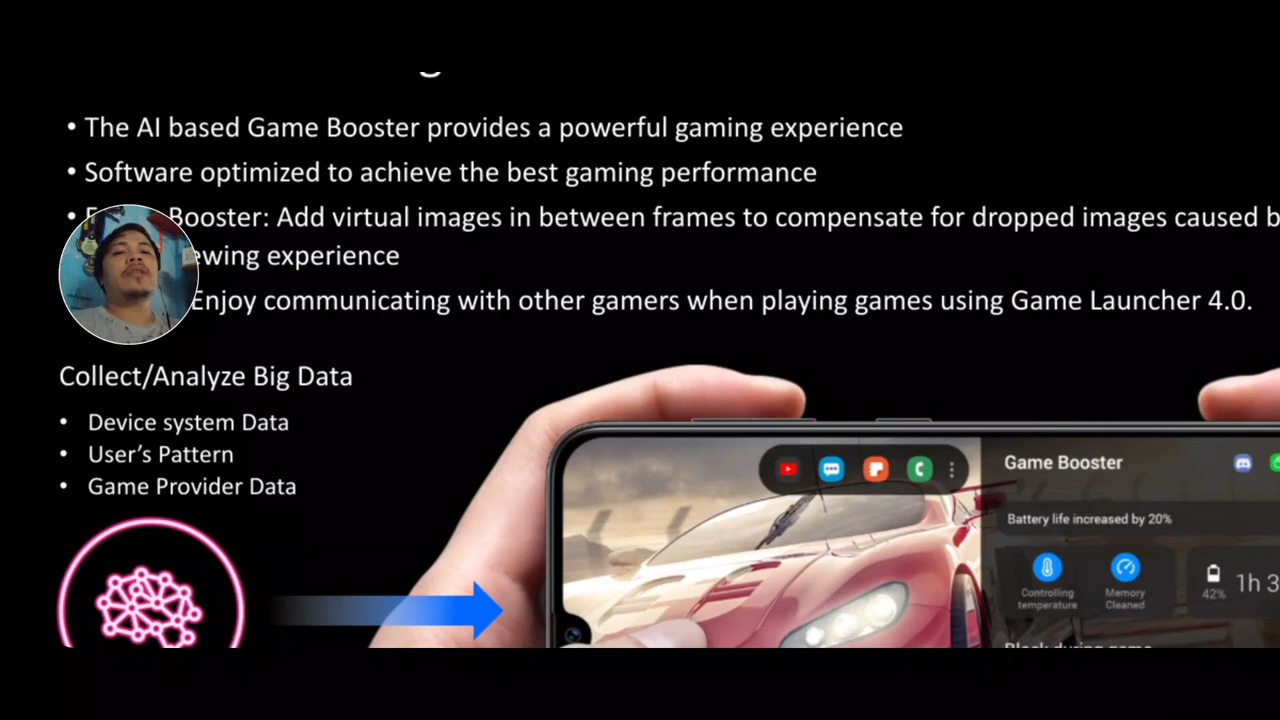 • The AI based Game Booster provides a powerful gaming experience
• Software optimized to achieve the best gaming performance
• Booster: Add virtual images in between frames to compensate for dropped images caused
experience
Enjoy communicating with other gamers when playing games using Game Launcher 4.0.
Collect/Analyze Big Data
• Device system Data
• User’s Pattern
• Game Provider Data
Game Booster
Battery life increased by 20%
Controlling
temperature
Memory
Cleaned
42%
1h
Block during game